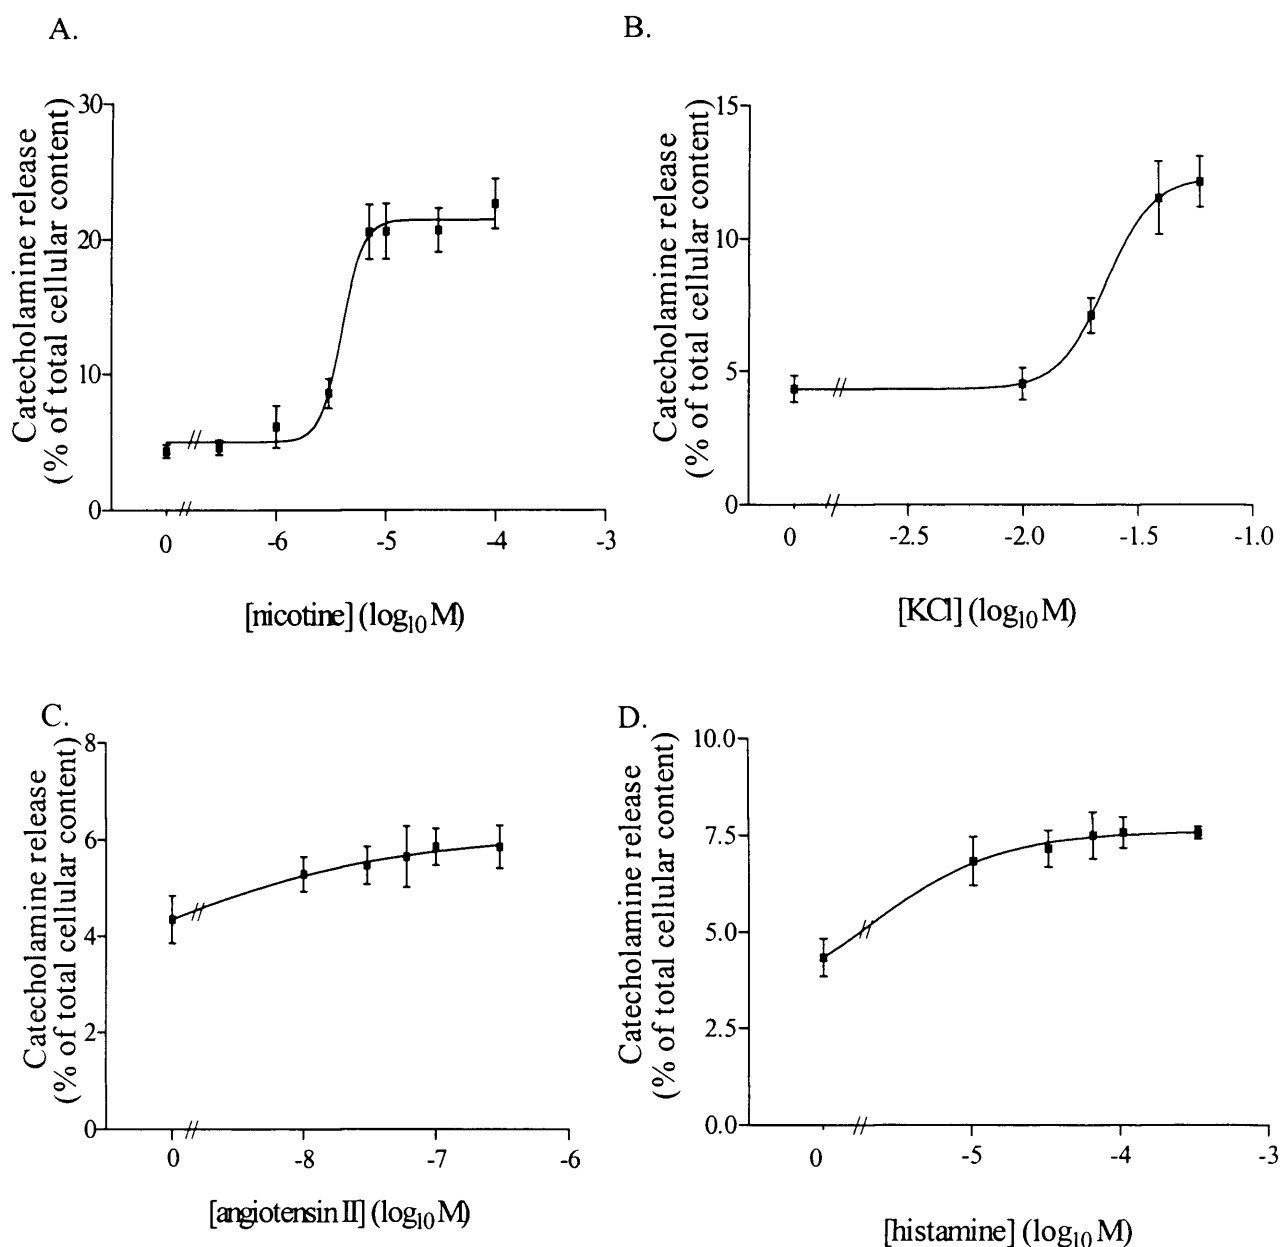 A.
Catecholamine release
(% of total cellular content)
30
20
10
0
0
-6
-5
-4
-3
[nicotine] (log10 M)
B.
Catecholamine release
(% of total cellular content)
15
10
5
0
0
-2.5
-2.0
-1.5
-1.0
[KCl] (log10 M)
C.
Catecholamine release
(% of total cellular content)
8
6
4
2
0
0
-8
-7
-6
[angiotensin II] (log10 M)
D.
Catecholamine release
(% of total cellular content)
10.0
7.5
5.0
2.5
0.0
0
-5
-4
-3
[histamine] (log10 M)